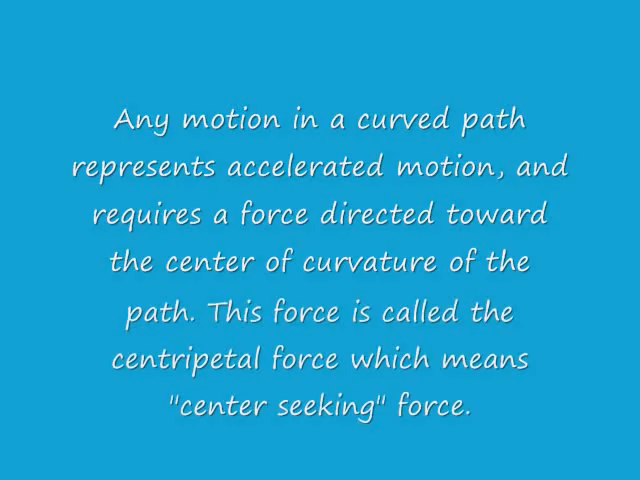 Any motion in a curved path
represents accelerated motion, and
requires a force directed toward
the center of curvature of the
path. This force is called the
centripetal force which means
"center seeking" force.